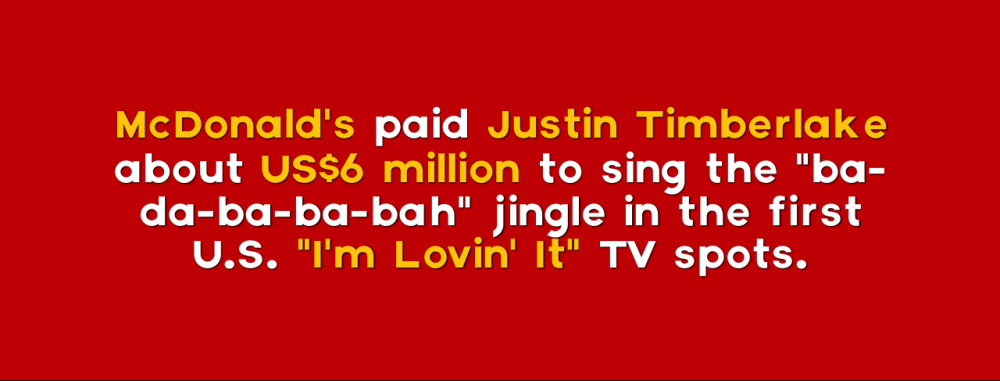 McDonald's paid Justin Timberlake
about US$6 million to sing the "ba-
da-ba-ba-bah" jingle in the first
U.S. "I'm Lovin' It" TV spots.